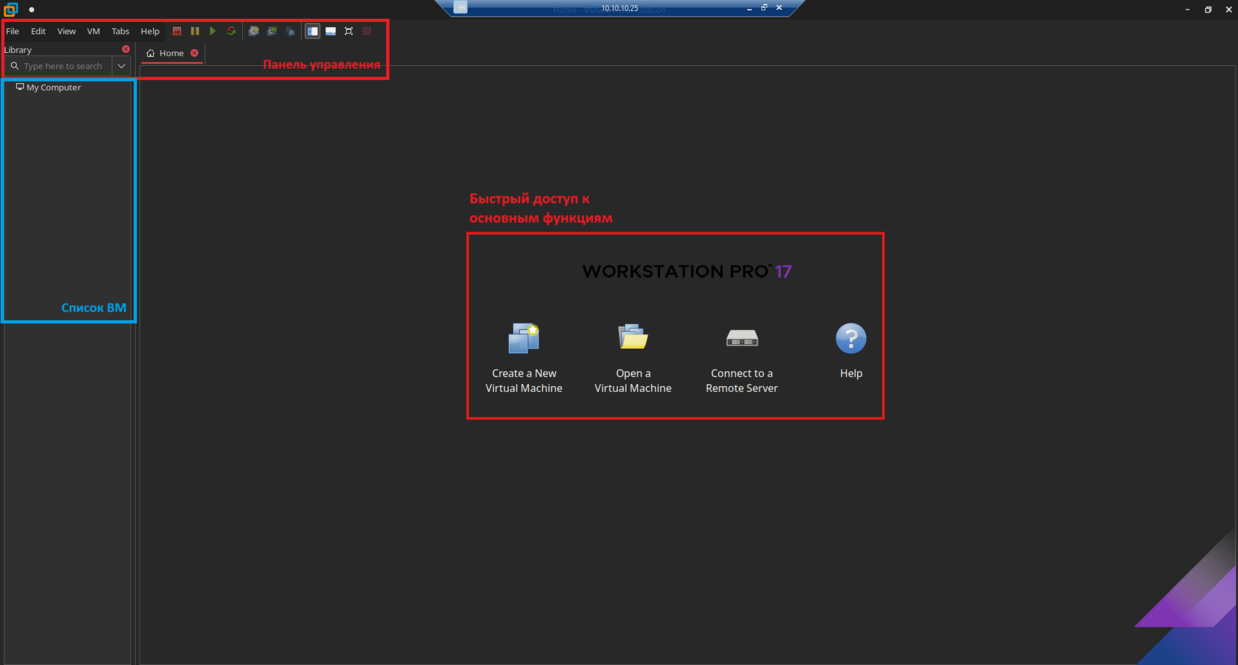 10.10.10.25
File Edit View VM Tabs Help
Library
Home
Type here to search
Панель управления
My Computer
Быстрый доступ к
основным функциям
WORKSTATION PRO™ 17
Список ВМ
Create a New
Virtual Machine
Open a
Virtual Machine
Connect to a
Remote Server
Help